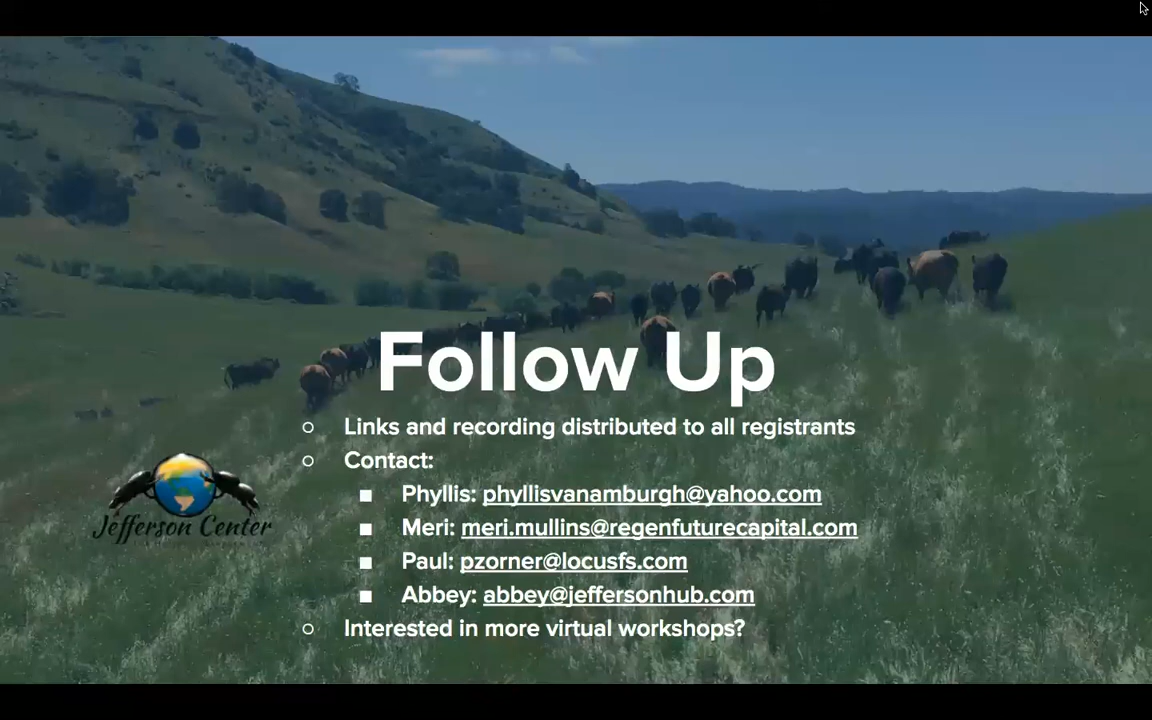 Follow Up
○ Links and recording distributed to all registrants
○ Contact:
■ Phyllis: phyllisvanamburgh@yahoo.com
■ Meri: meri.mullins@regenfuturecapital.com
■ Paul: pzorner@locusfs.com
■ Abbey: abbey@jeffersonhub.com
○ Interested in more virtual workshops?
Jefferson Center